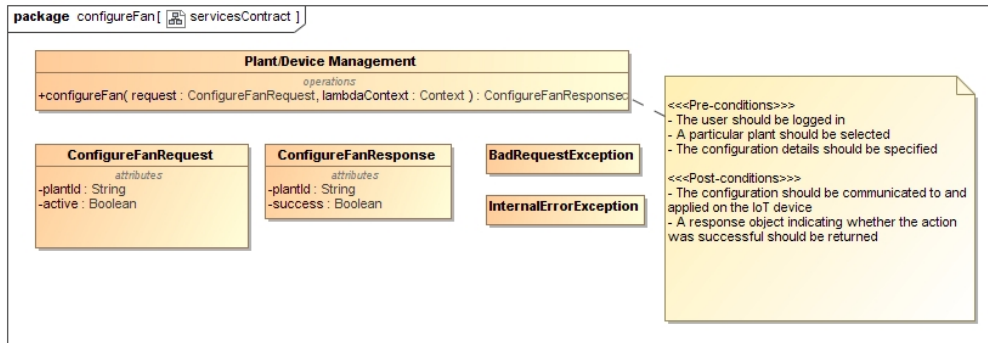 package configureFan [ servicesContract ]
Plant/Device Management
operations
+configureFan( request : ConfigureFanRequest, lambdaContext : Context ) : ConfigureFanResponse
ConfigureFanRequest
attributes
-plantId : String
-active : Boolean
ConfigureFanResponse
attributes
-plantId : String
-success : Boolean
BadRequestException
InternalErrorException
<<<Pre-conditions>>>
- The user should be logged in
- A particular plant should be selected
- The configuration details should be specified
<<<Post-conditions>>>
- The configuration should be communicated to and
applied on the IoT device
- A response object indicating whether the action
was successful should be returned